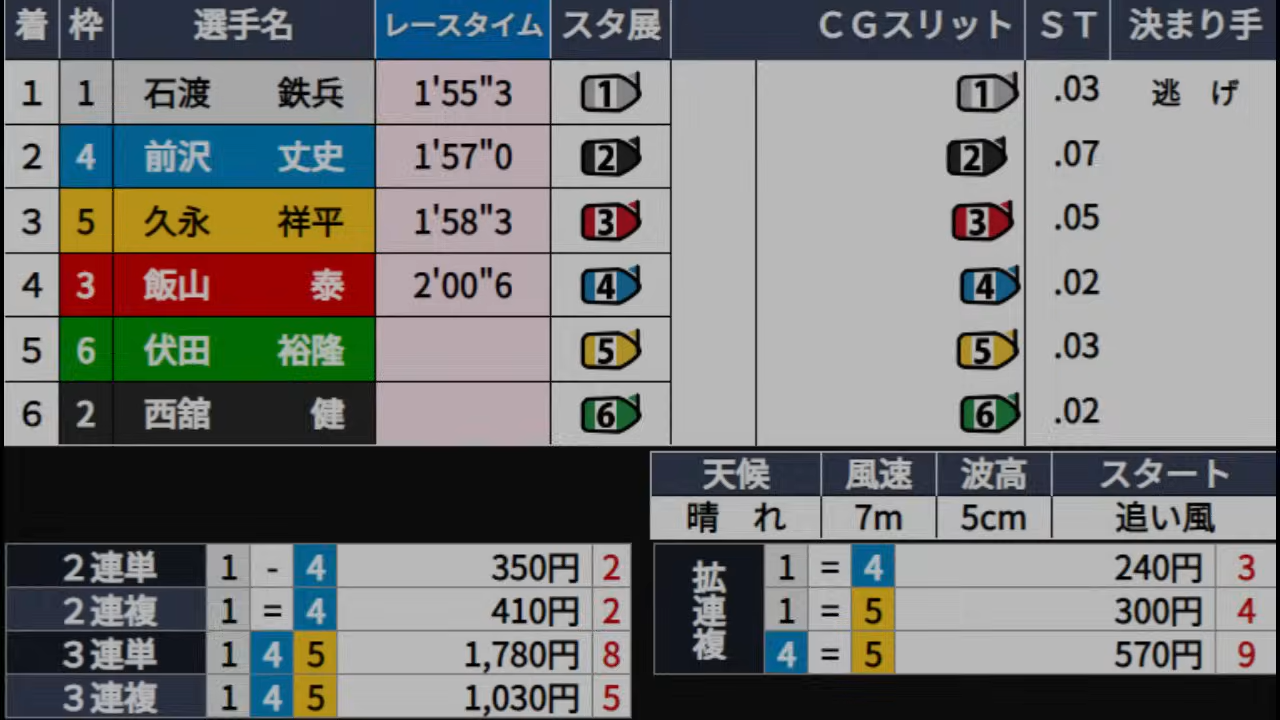 着 枠 選手名 レースタイム スタ展 ＣＧスリット ＳＴ 決まり手
1 1 石渡 鉄兵 1'55"3 1 1 .03 逃 げ
2 4 前沢 丈史 1'57"0 2 2 .07
3 5 久永 祥平 1'58"3 3 3 .05
4 3 飯山 泰 2'00"6 4 4 .02
5 6 伏田 裕隆 5 5 .03
6 2 西舘 健 6 6 .02
天候 風速 波高 スタート
晴 れ 7m 5cm 追い風
２連単 1 - 4 350円 2
２連複 1 = 4 410円 2
３連単 1 4 5 1,780円 8
３連複 1 4 5 1,030円 5
拡連複 1 = 4 240円 3
1 = 5 300円 4
4 = 5 570円 9